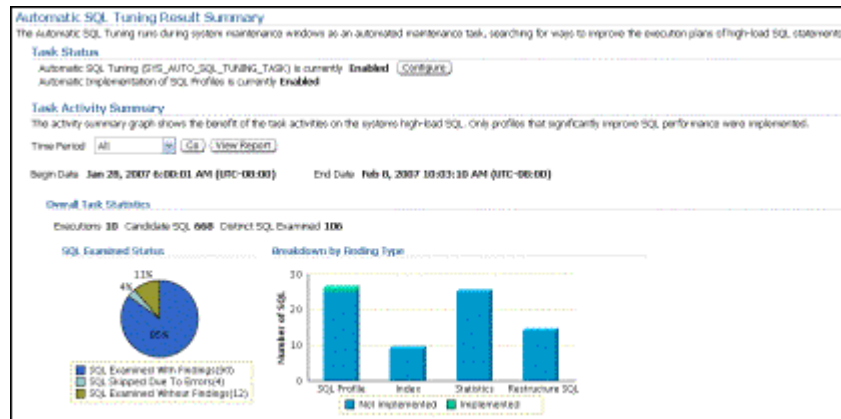 Automatic SQL Tuning Result Summary
The Automatic SQL Tuning runs during system maintenance windows as an automated maintenance task, searching for ways to improve the execution plans of high-load SQL statements
Task Status
Automatic SQL Tuning (SYS_AUTO_SQL_TUNING_TASK) is currently Enabled Configure
Automatic Implementation of SQL Profiles is currently Enabled
Task Activity Summary
The activity summary graph shows the benefit of the task activities on the systems high-load SQL. Only profiles that significantly improve SQL performance were implemented.
Time Period All Go View Report
Begin Date Jan 28, 2007 6:00:01 AM (UTC-08:00) End Date Feb 8, 2007 10:03:10 AM (UTC-08:00)
Overall Task Statistics
Executions 10 Candidate SQL 668 Distinct SQL Examined 106
SQL Examined Status Breakdown by Finding Type
11%
4%
85%
SQL Examined With Findings(90)
SQL Skipped Due To Errors(4)
SQL Examined Without Findings(12)
Number of SQL
30
20
10
0
SQL Profile Index Statistics Restructure SQL
Not Implemented Implemented